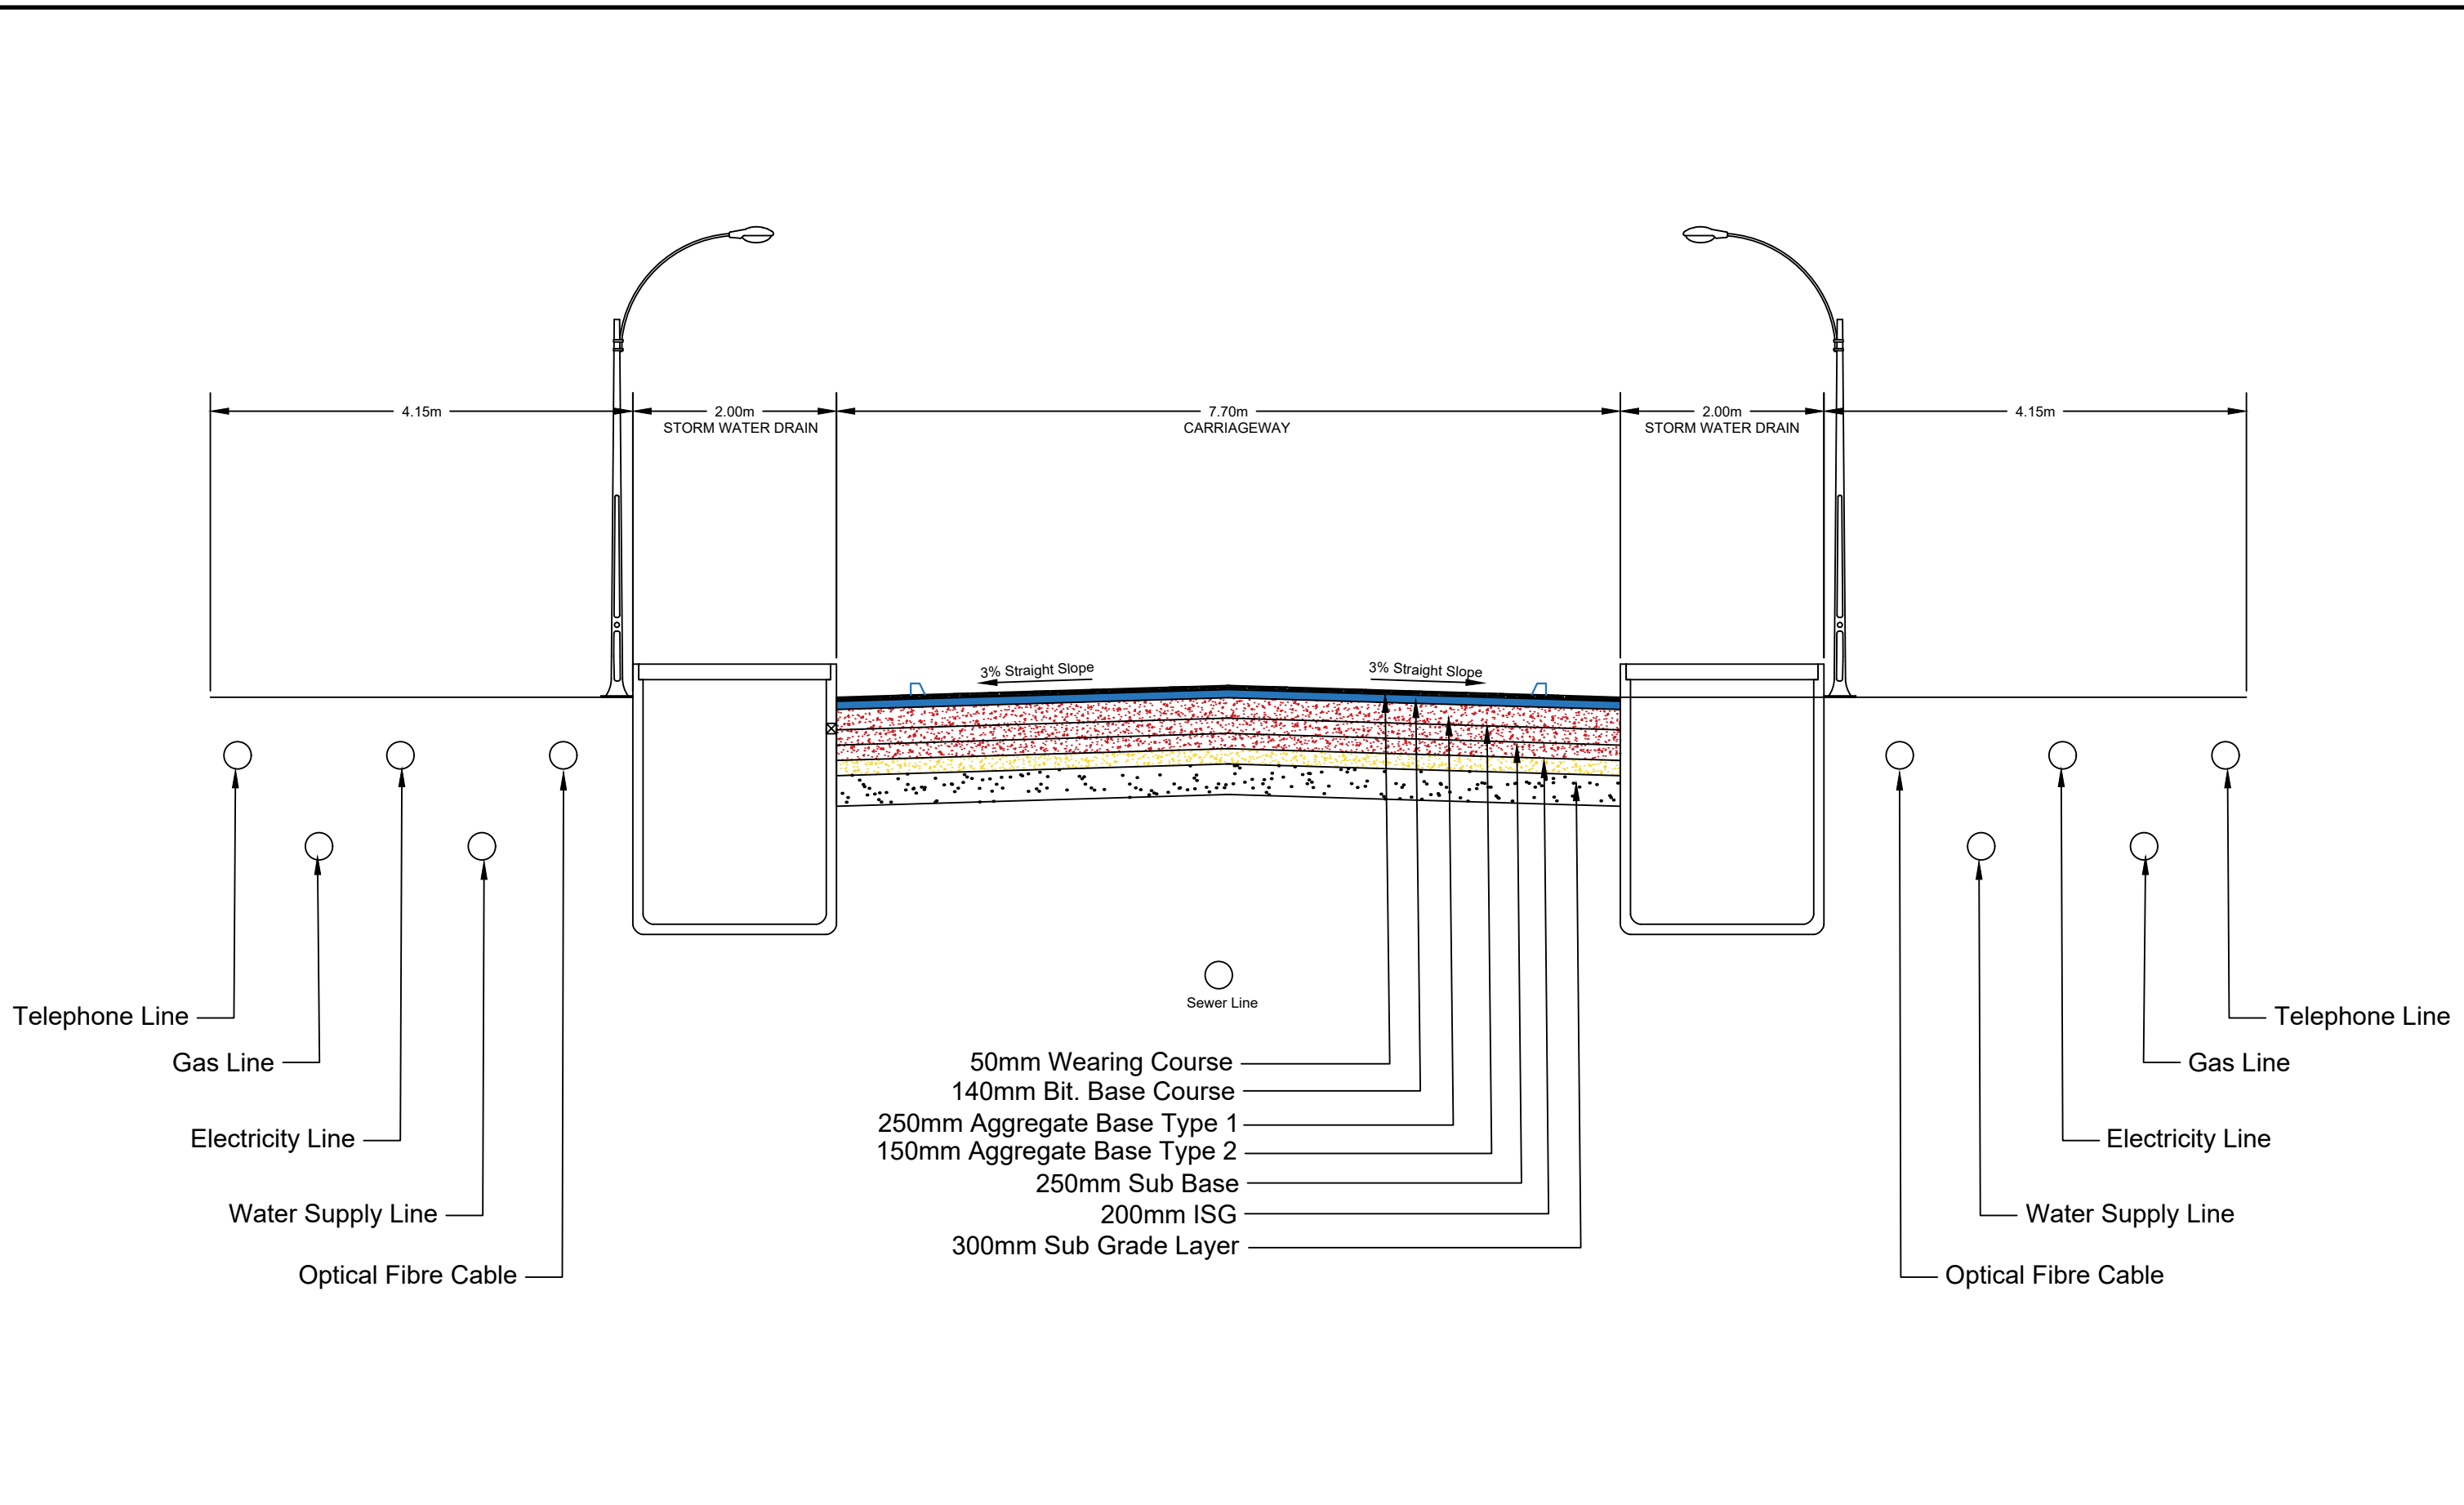 4.15m
2.00m
7.70m
2.00m
4.15m
STORM WATER DRAIN
CARRIAGEWAY
STORM WATER DRAIN
3% Straight Slope
3% Straight Slope
Sewer Line
Telephone Line
Gas Line
Electricity Line
Water Supply Line
Optical Fibre Cable
50mm Wearing Course
140mm Bit. Base Course
250mm Aggregate Base Type 1
150mm Aggregate Base Type 2
250mm Sub Base
200mm ISG
300mm Sub Grade Layer
Telephone Line
Gas Line
Electricity Line
Water Supply Line
Optical Fibre Cable